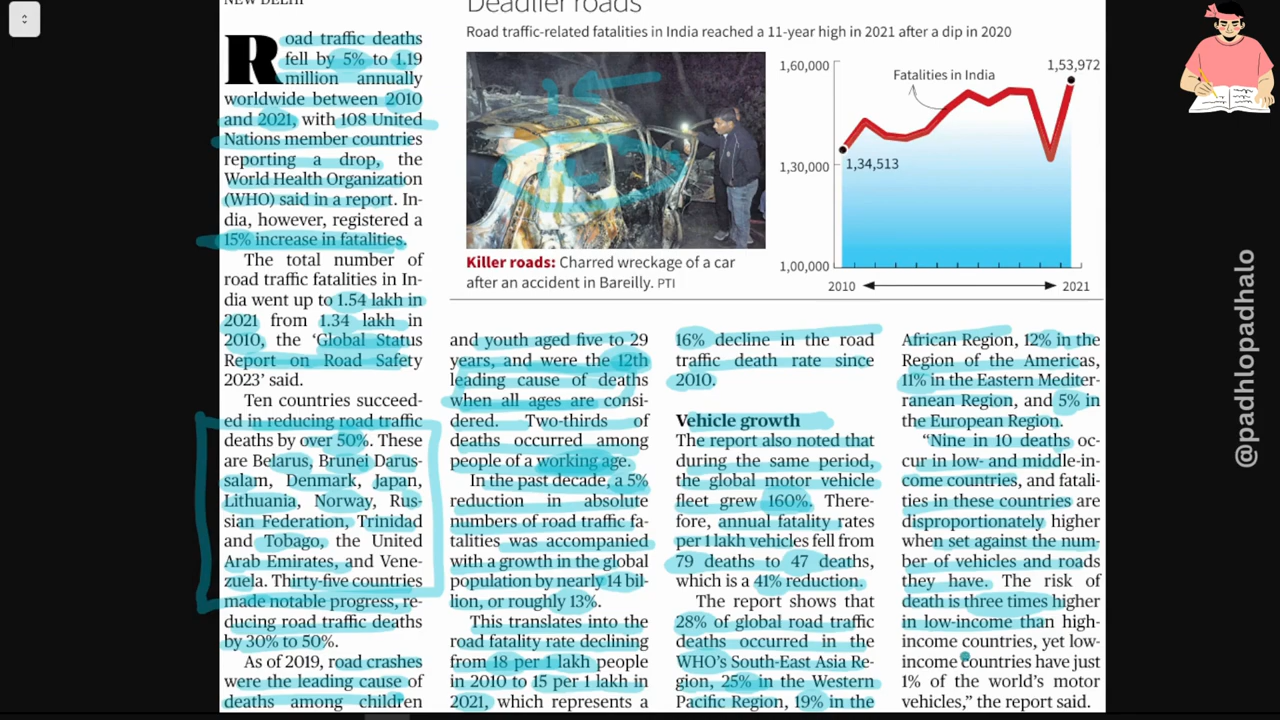 NEW DELHI
Road traffic deaths
fell by 5% to 1.19
million annually
worldwide between 2010
and 2021, with 108 United
Nations member countries
reporting a drop, the
World Health Organization
(WHO) said in a report. In-
dia, however, registered a
15% increase in fatalities.
The total number of
road traffic fatalities in In-
dia went up to 1.54 lakh in
2021 from 1.34 lakh in
2010, the ‘Global Status
Report on Road Safety
2023’ said.
Ten countries succeed-
ed in reducing road traffic
deaths by over 50%. These
are Belarus, Brunei Darus-
salam, Denmark, Japan,
Lithuania, Norway, Rus-
sian Federation, Trinidad
and Tobago, the United
Arab Emirates, and Vene-
zuela. Thirty-five countries
made notable progress, re-
ducing road traffic deaths
by 30% to 50%.
As of 2019, road crashes
were the leading cause of
deaths among children
Deadlier roads
Road traffic-related fatalities in India reached a 11-year high in 2021 after a dip in 2020
Killer roads: Charred wreckage of a car
after an accident in Bareilly. PTI
1,60,000
Fatalities in India
1,53,972
1,30,000
1,34,513
1,00,000
2010
2021
and youth aged five to 29
years, and were the 12th
leading cause of deaths
when all ages are consi-
dered. Two-thirds of
deaths occurred among
people of a working age.
In the past decade, a 5%
reduction in absolute
numbers of road traffic fa-
talities was accompanied
with a growth in the global
population by nearly 14 bil-
lion, or roughly 13%.
This translates into the
road fatality rate declining
from 18 per 1 lakh people
in 2010 to 15 per 1 lakh in
2021, which represents a
16% decline in the road
traffic death rate since
2010.
Vehicle growth
The report also noted that
during the same period,
the global motor vehicle
fleet grew 160%. There-
fore, annual fatality rates
per 1 lakh vehicles fell from
79 deaths to 47 deaths,
which is a 41% reduction.
The report shows that
28% of global road traffic
deaths occurred in the
WHO’s South-East Asia Re-
gion, 25% in the Western
Pacific Region, 19% in the
African Region, 12% in the
Region of the Americas,
11% in the Eastern Mediter-
ranean Region, and 5% in
the European Region.
“Nine in 10 deaths oc-
cur in low- and middle-in-
come countries, and fatali-
ties in these countries are
disproportionately higher
when set against the num-
ber of vehicles and roads
they have. The risk of
death is three times higher
in low-income than high-
income countries, yet low-
income countries have just
1% of the world’s motor
vehicles,” the report said.
@padhlopadhalo